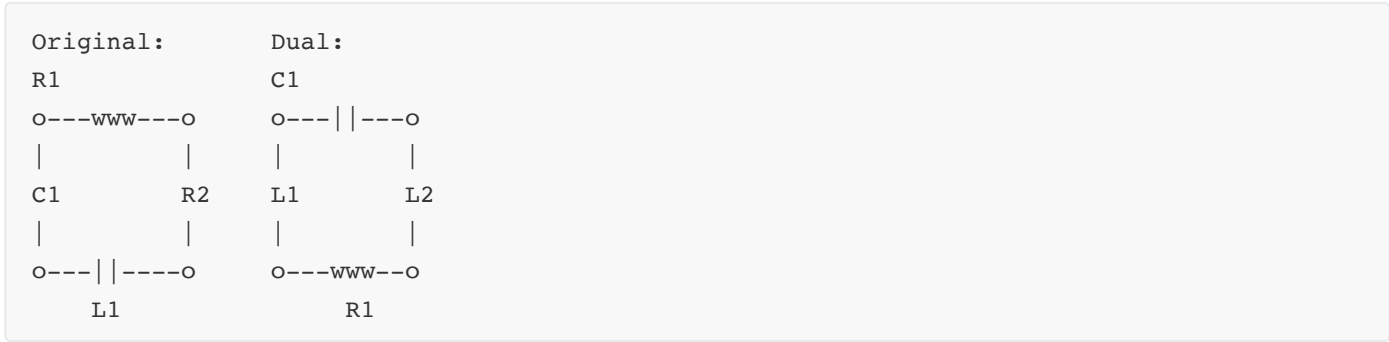 Original:       Dual:
R1              C1
o---www---o     o---||---o
|         |     |        |
C1        R2    L1       L2
|         |     |        |
o---||----o     o---www--o
    L1              R1